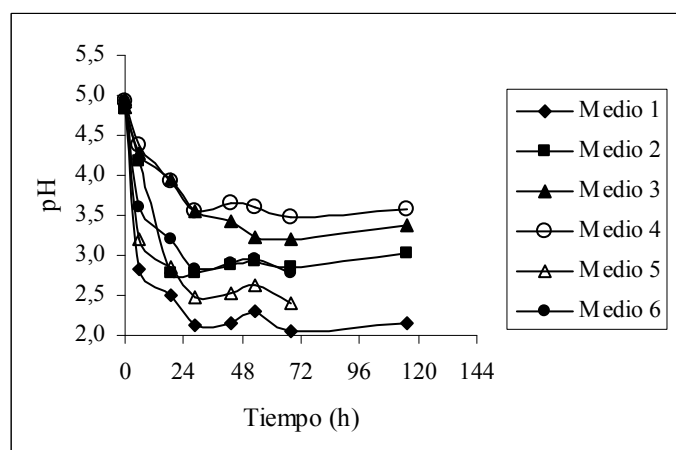 5,5
5,0
4,5
4,0
3,5
3,0
2,5
2,0
pH
0 24 48 72 96 120 144
Tiempo (h)
Medio 1
Medio 2
Medio 3
Medio 4
Medio 5
Medio 6